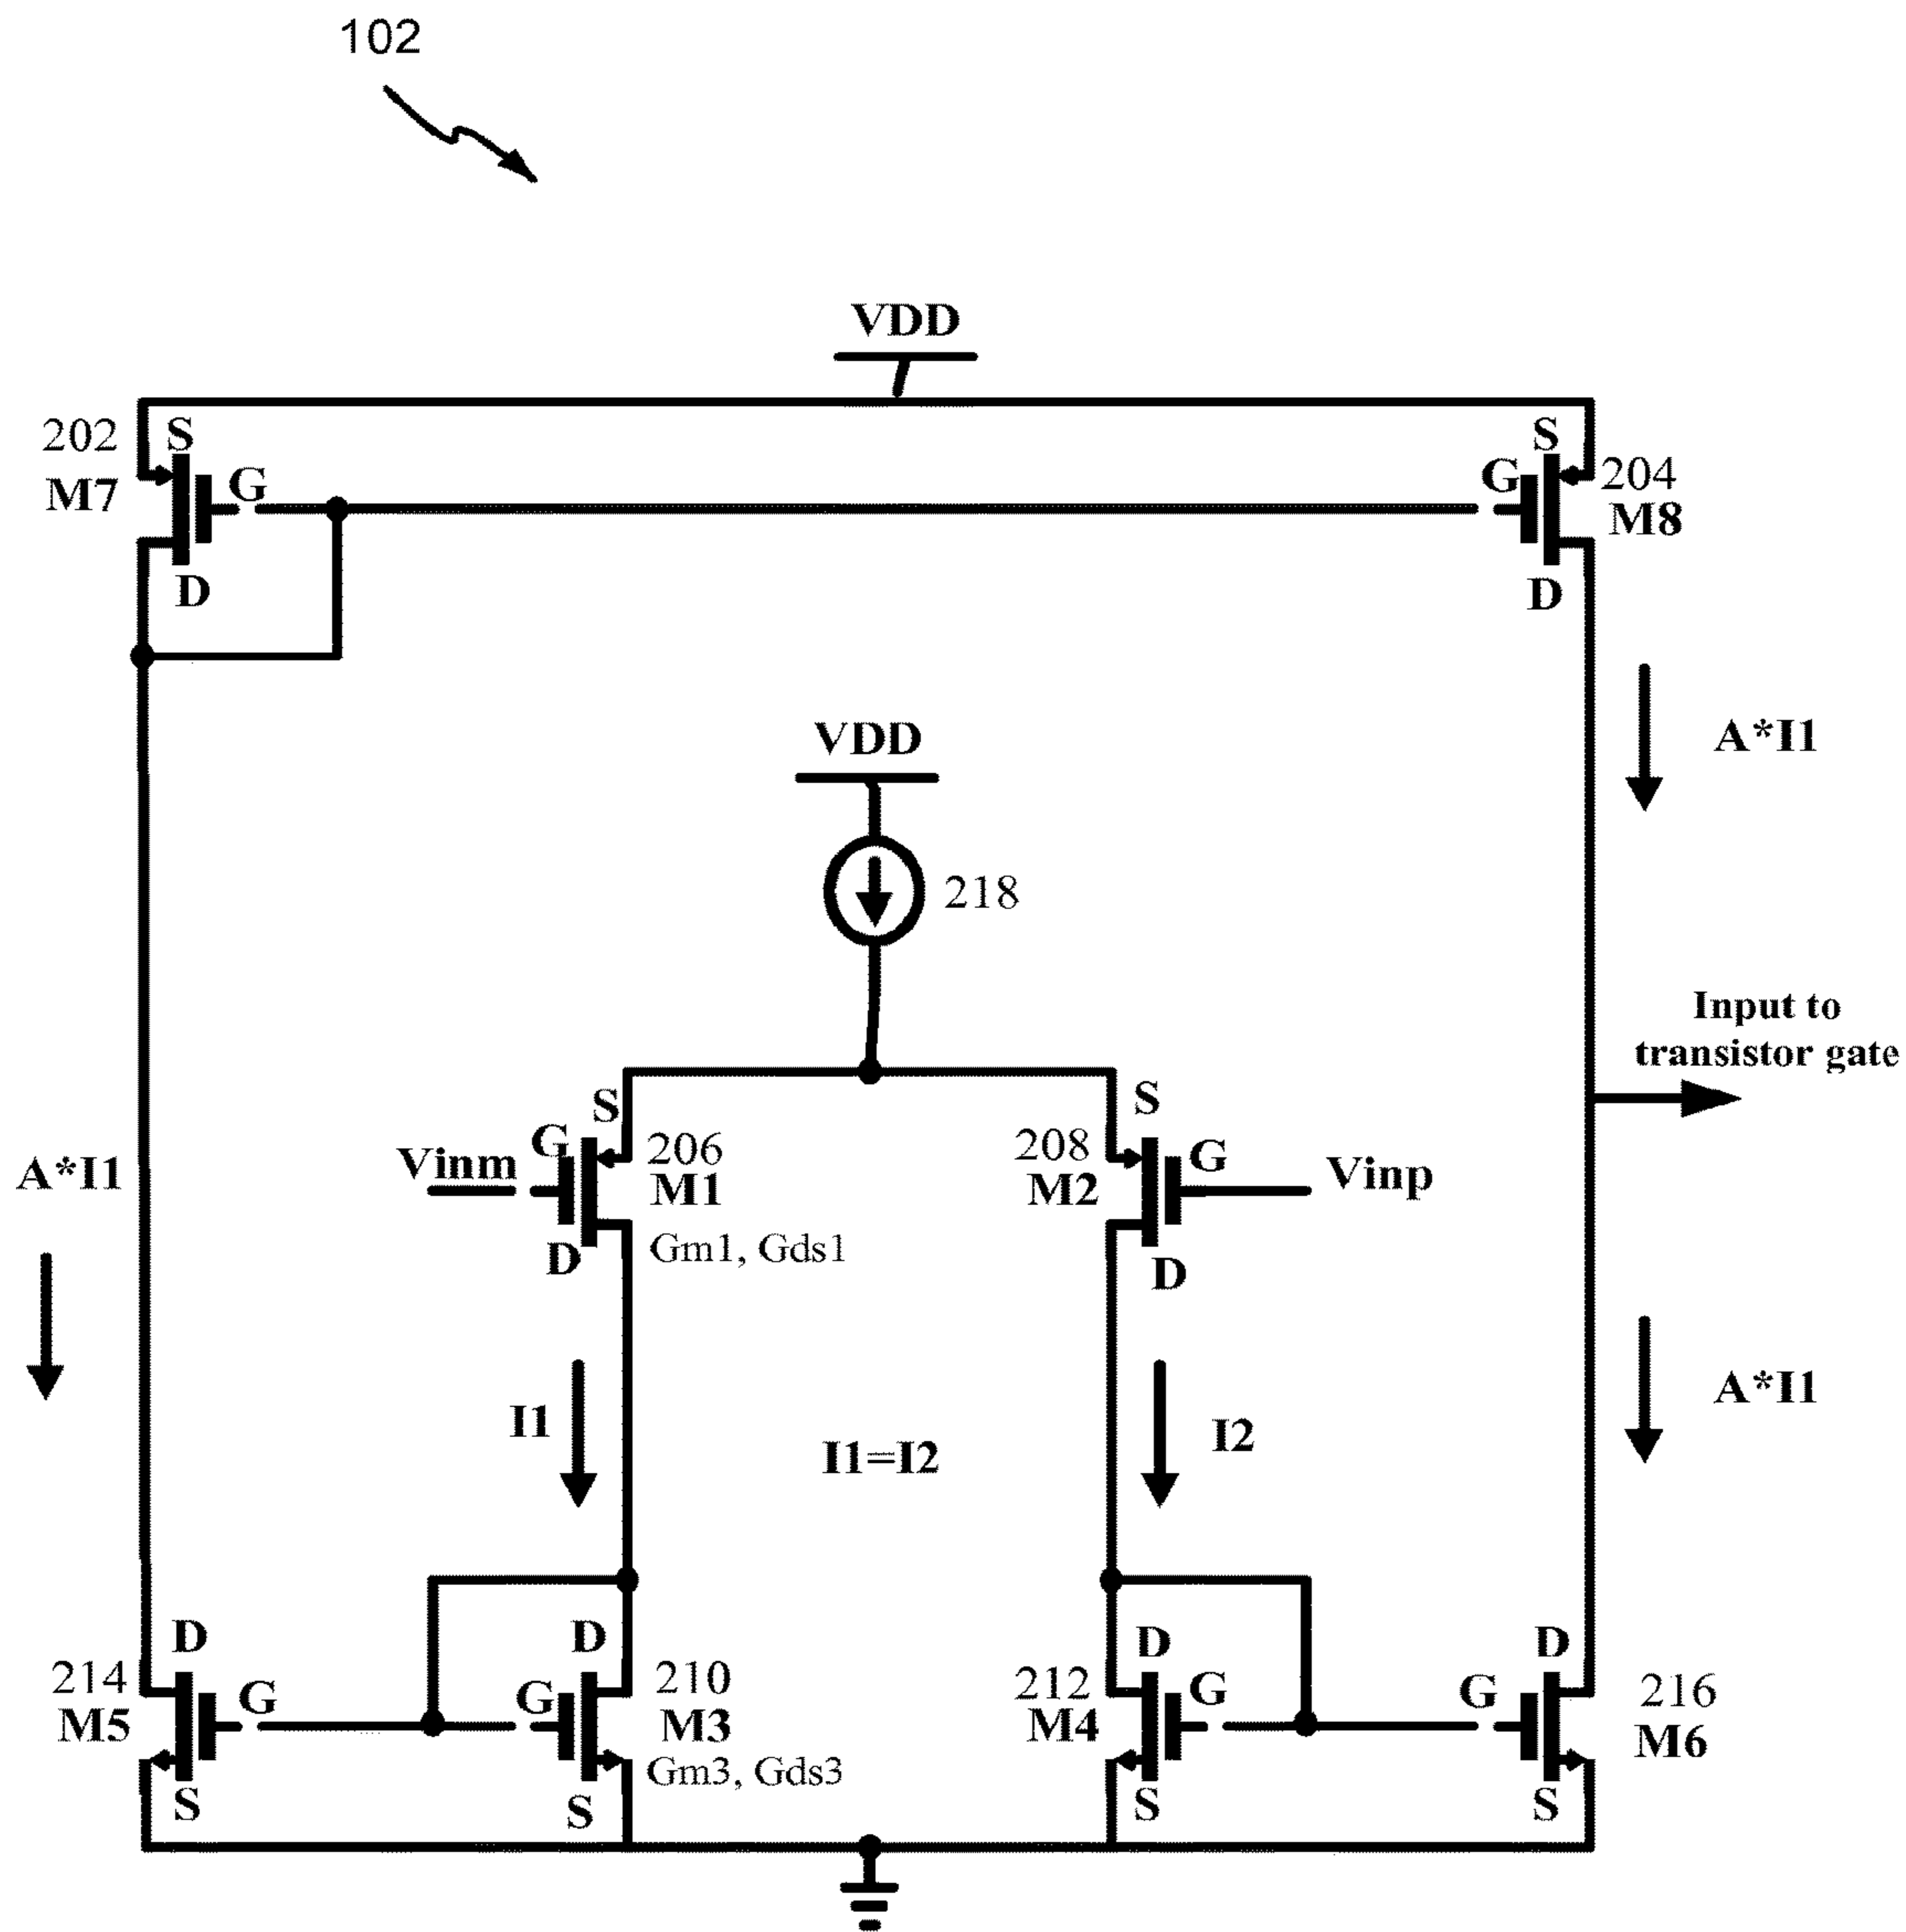 102
VDD
202
S
M7
G
D
S
G
204
M8
D
A*I1
VDD
218
Input to
transistor gate
S
G
Vinm
206
M1
D
Gm1, Gds1
S
208
G
M2
Vinp
D
A*I1
I1
I1=I2
I2
A*I1
D
214
G
M5
S
D
210
G
M3
Gm3, Gds3
S
D
212
G
M4
S
D
216
G
M6
S